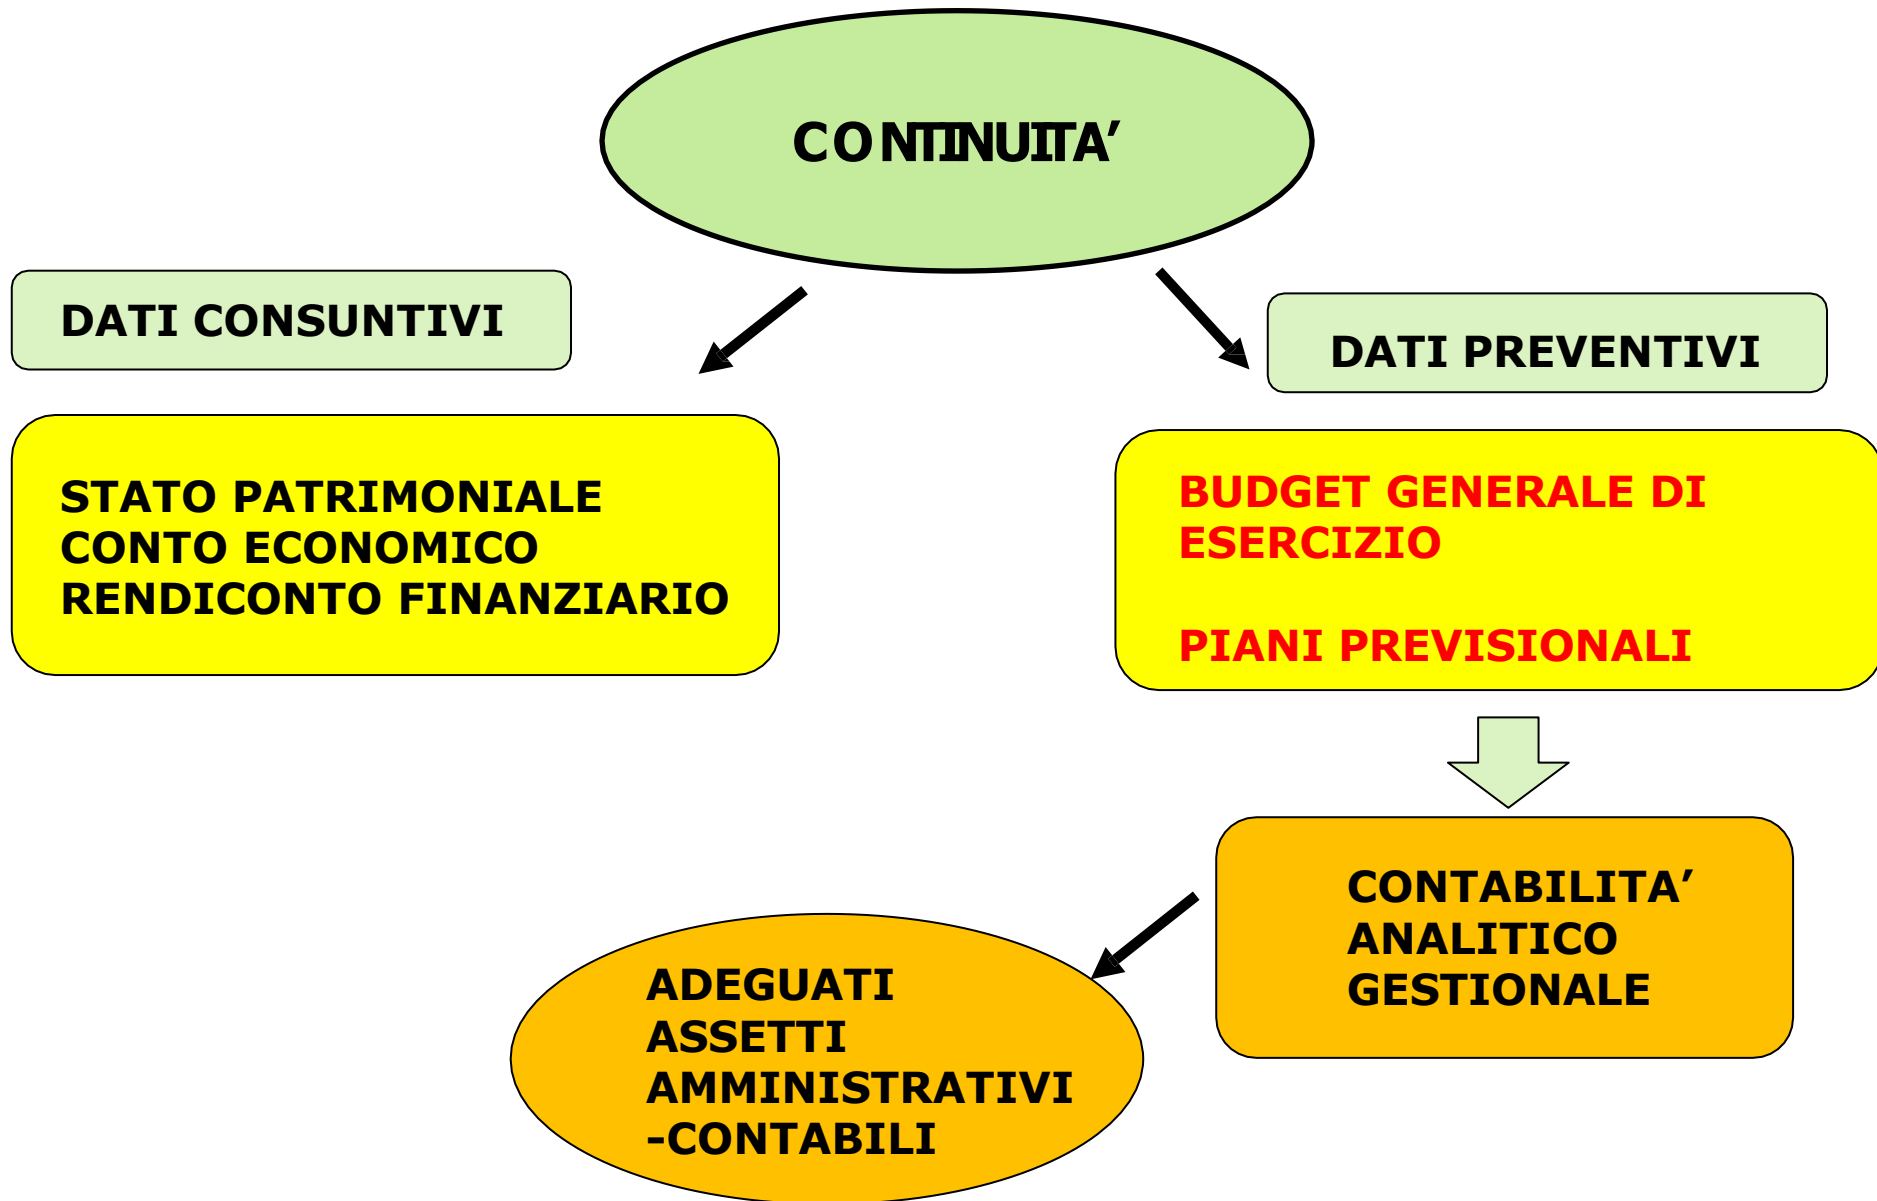 CONTINUITA’
DATI CONSUNTIVI
DATI PREVENTIVI
STATO PATRIMONIALE
CONTO ECONOMICO
RENDICONTO FINANZIARIO
BUDGET GENERALE DI
ESERCIZIO
PIANI PREVISIONALI
CONTABILITA’
ANALITICO
GESTIONALE
ADEGUATI
ASSETTI
AMMINISTRATIVI
-CONTABILI